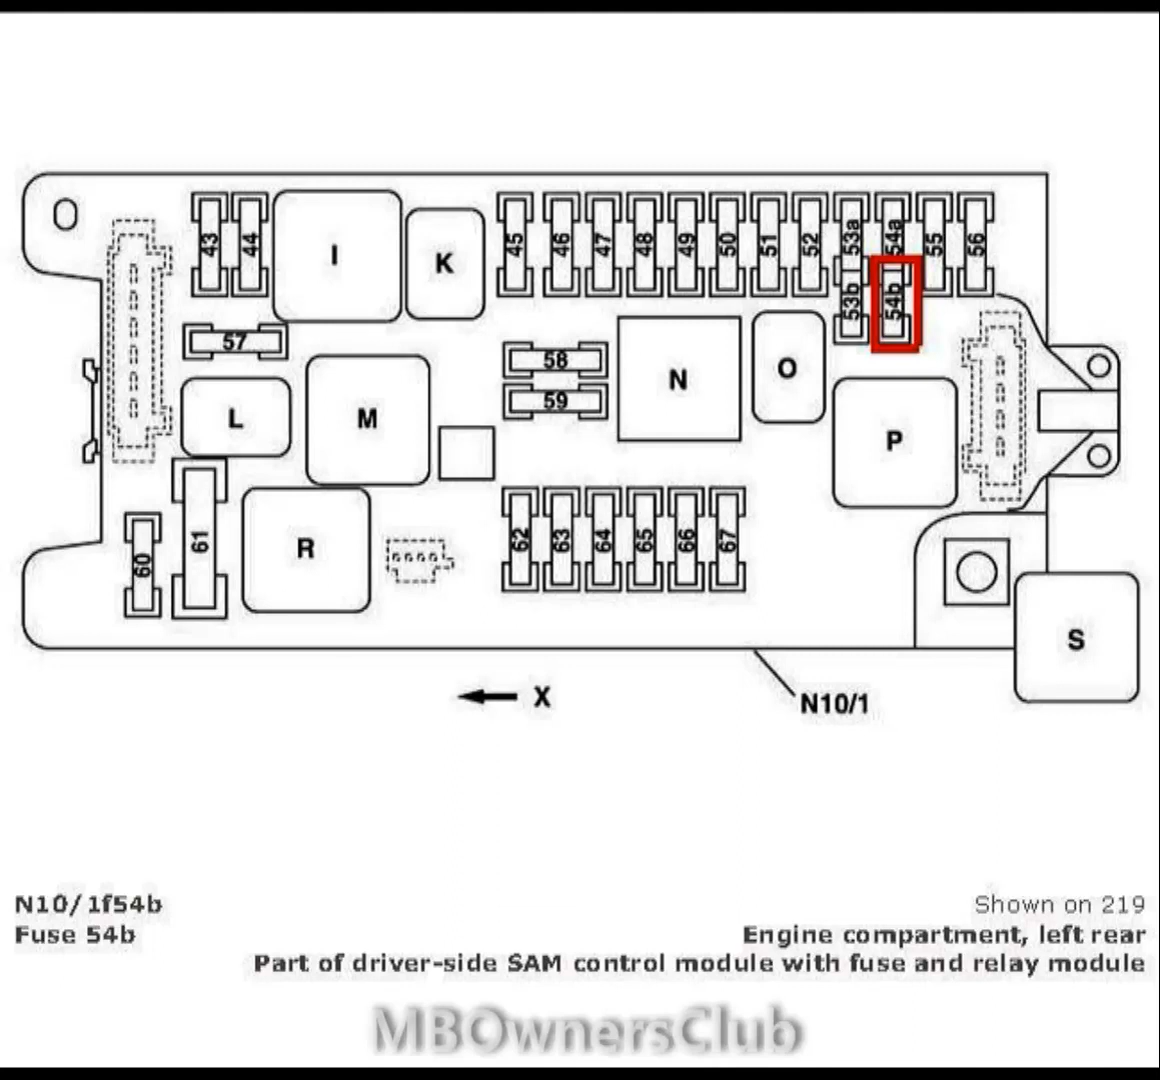 43 44 I K 45 46 47 48 49 50 51 52 53a 54a 55 56
53b 54b
57 58 59 N O
L M P
60 61 R 62 63 64 65 66 67
S
X N10/1
N10/1f54b Shown on 219
Fuse 54b Engine compartment, left rear
Part of driver-side SAM control module with fuse and relay module
MBOwnersClub